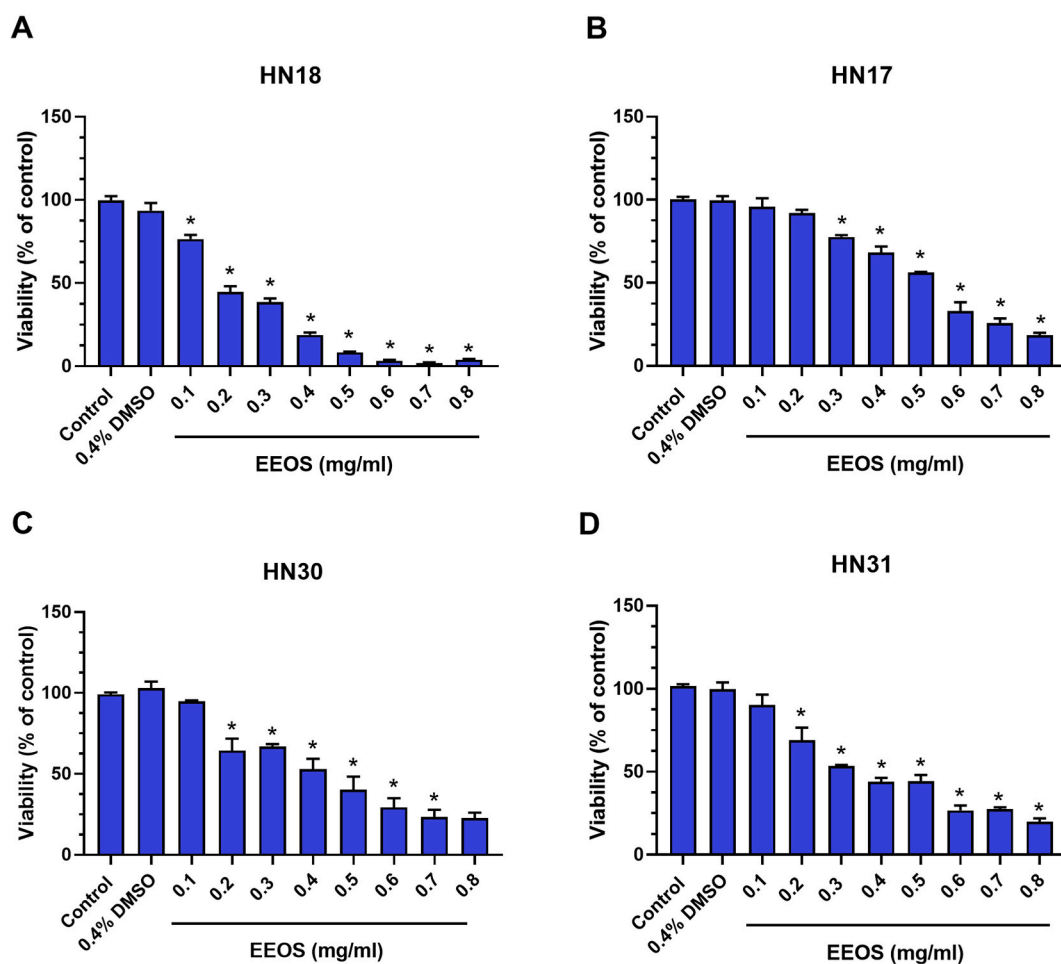 A
HN18
Viability (% of control)
150
100
50
0
* * * * * * * *
Control
0.4% DMSO
0.1
0.2
0.3
0.4
0.5
0.6
0.7
0.8
EEOS (mg/ml)
B
HN17
Viability (% of control)
150
100
50
0
* * * * * *
Control
0.4% DMSO
0.1
0.2
0.3
0.4
0.5
0.6
0.7
0.8
EEOS (mg/ml)
C
HN30
Viability (% of control)
150
100
50
0
* * * * * *
Control
0.4% DMSO
0.1
0.2
0.3
0.4
0.5
0.6
0.7
0.8
EEOS (mg/ml)
D
HN31
Viability (% of control)
150
100
50
0
* * * * * * *
Control
0.4% DMSO
0.1
0.2
0.3
0.4
0.5
0.6
0.7
0.8
EEOS (mg/ml)